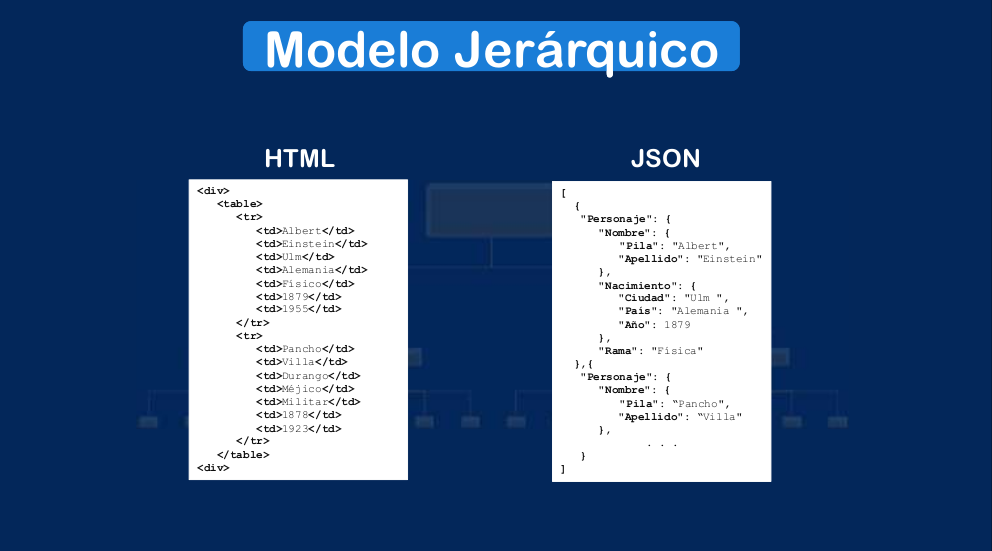 Modelo Jerárquico
HTML
<div>
<table>
<tr>
<td>Albert</td>
<td>Einstein</td>
<td>Ulm</td>
<td>Alemania</td>
<td>Físico</td>
<td>1879</td>
<td>1955</td>
</tr>
<tr>
<td>Pancho</td>
<td>Villa</td>
<td>Durango</td>
<td>Méjico</td>
<td>Militar</td>
<td>1878</td>
<td>1923</td>
</tr>
</table>
<div>
JSON
[
{
"Personaje": {
"Nombre": {
"Pila": "Albert",
"Apellido": "Einstein"
},
"Nacimiento": {
"Ciudad": "Ulm ",
"País": "Alemania ",
"Año": 1879
},
"Rama": "Física"
},{
"Personaje": {
"Nombre": {
"Pila": “Pancho",
"Apellido": “Villa"
},
. . .
}
]